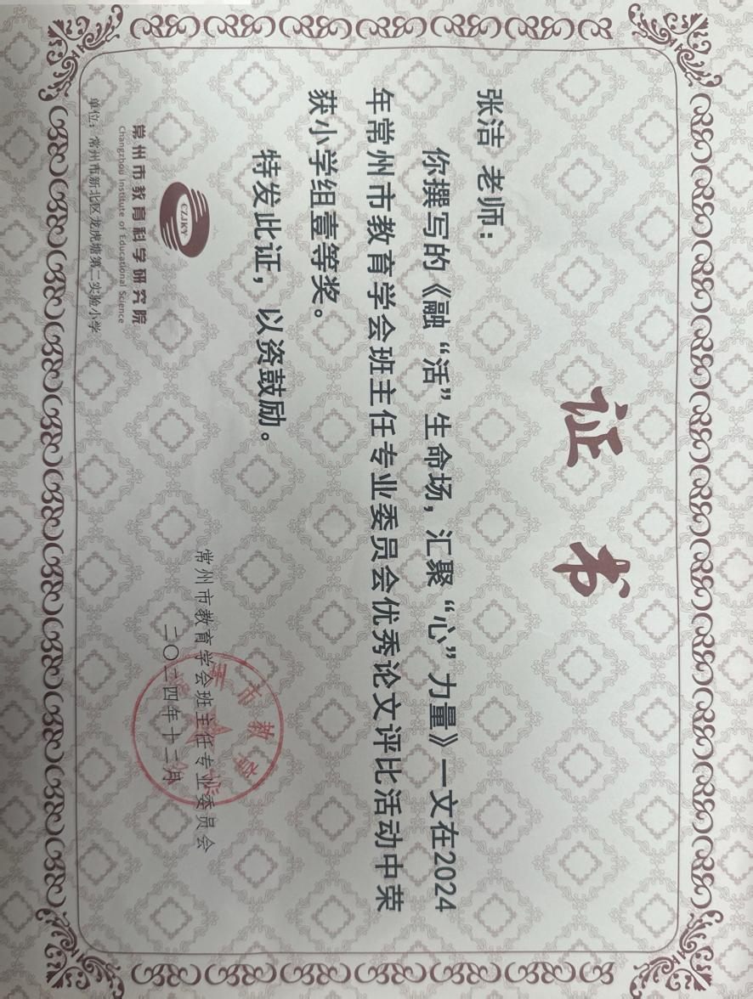 证书
张洁 老师：
你撰写的《融“活”生命场，汇聚“心”力量》一文在2024
年常州市教育学会班主任专业委员会优秀论文评比活动中荣
获小学组壹等奖。
特发此证，以资鼓励。
CZJKY
常州市教育科学研究院
Changzhou Institute of Educational Science
单位：常州市新北区龙虎塘第二实验小学
常州市教育学会班主任专业委员会
二〇二四年十二月